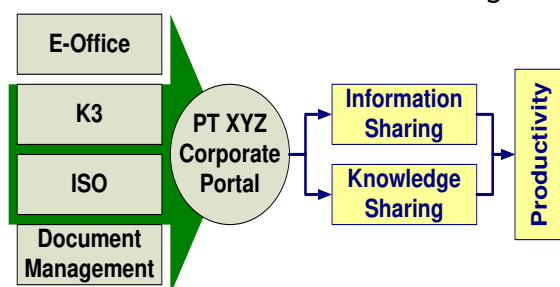 E-Office
K3
ISO
Document
Management
PT XYZ
Corporate
Portal
Information
Sharing
Knowledge
Sharing
Productivity